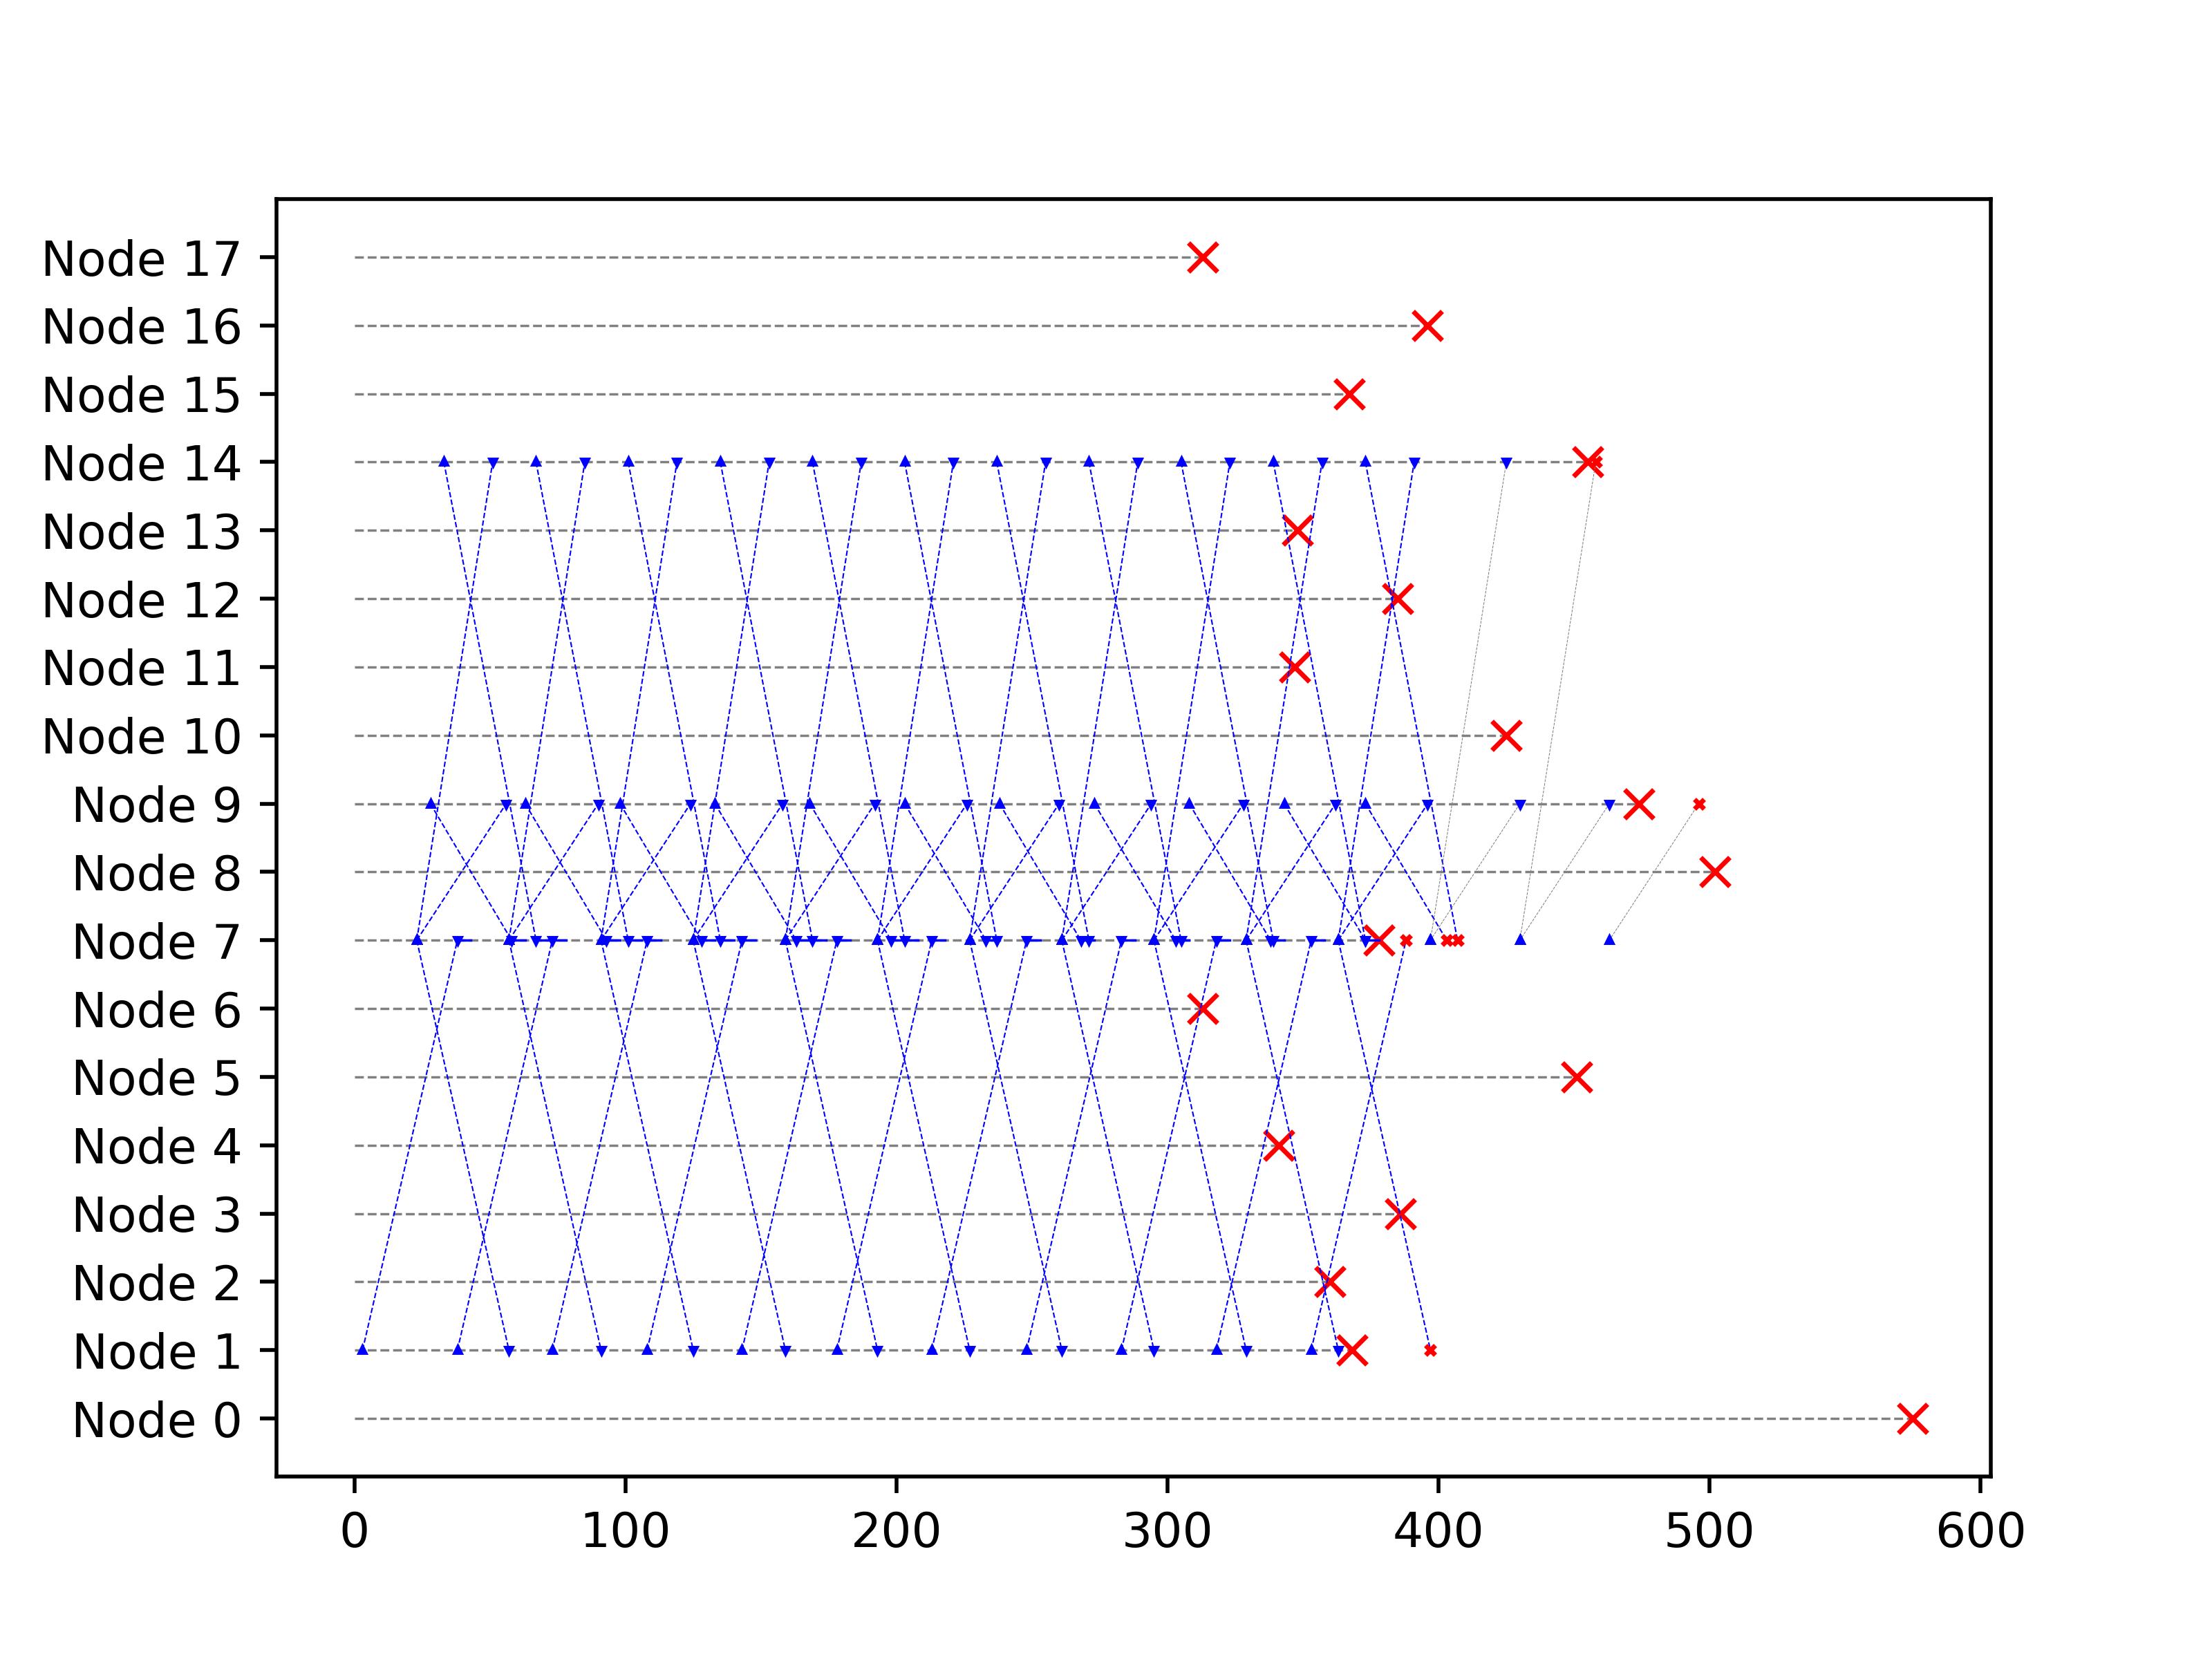 Node 17
Node 16
Node 15
Node 14
Node 13
Node 12
Node 11
Node 10
Node 9
Node 8
Node 7
Node 6
Node 5
Node 4
Node 3
Node 2
Node 1
Node 0
0 100 200 300 400 500 600